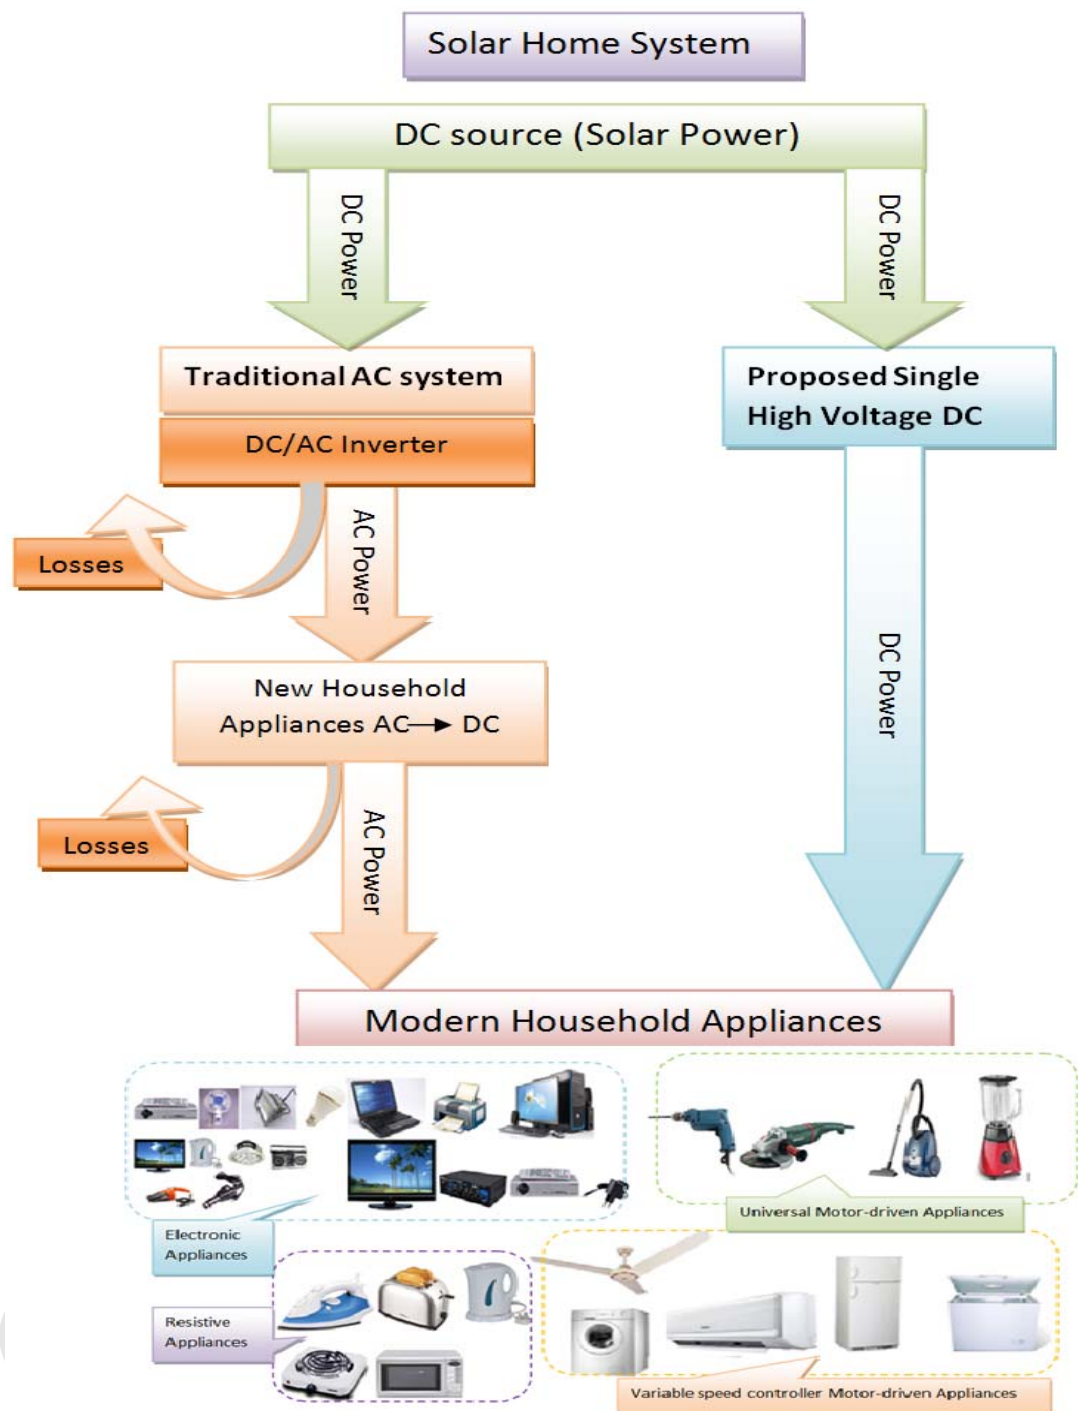 Solar Home System
DC source (Solar Power)
DC Power
DC Power
Traditional AC system
DC/AC Inverter
Proposed Single
High Voltage DC
Losses
AC Power
DC Power
New Household
Appliances AC→ DC
Losses
AC Power
Modern Household Appliances
Universal Motor-driven Appliances
Electronic
Appliances
Resistive
Appliances
Variable speed controller Motor-driven Appliances